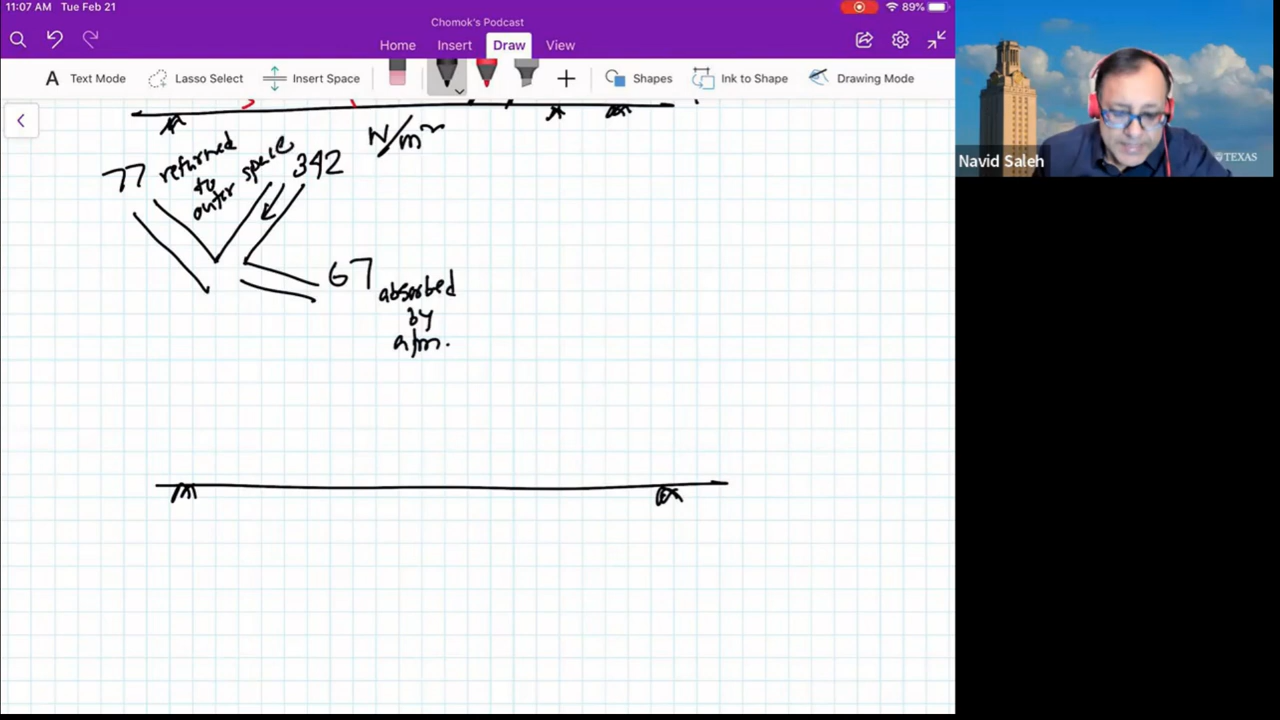 11:07 AM Tue Feb 21
89%
Chomok's Podcast
Home Insert Draw View
Text Mode Lasso Select Insert Space Shapes Ink to Shape Drawing Mode
Navid Saleh
TEXAS
W/m²
77 returned
to
outer space
342
67 absorbed
by
atm.